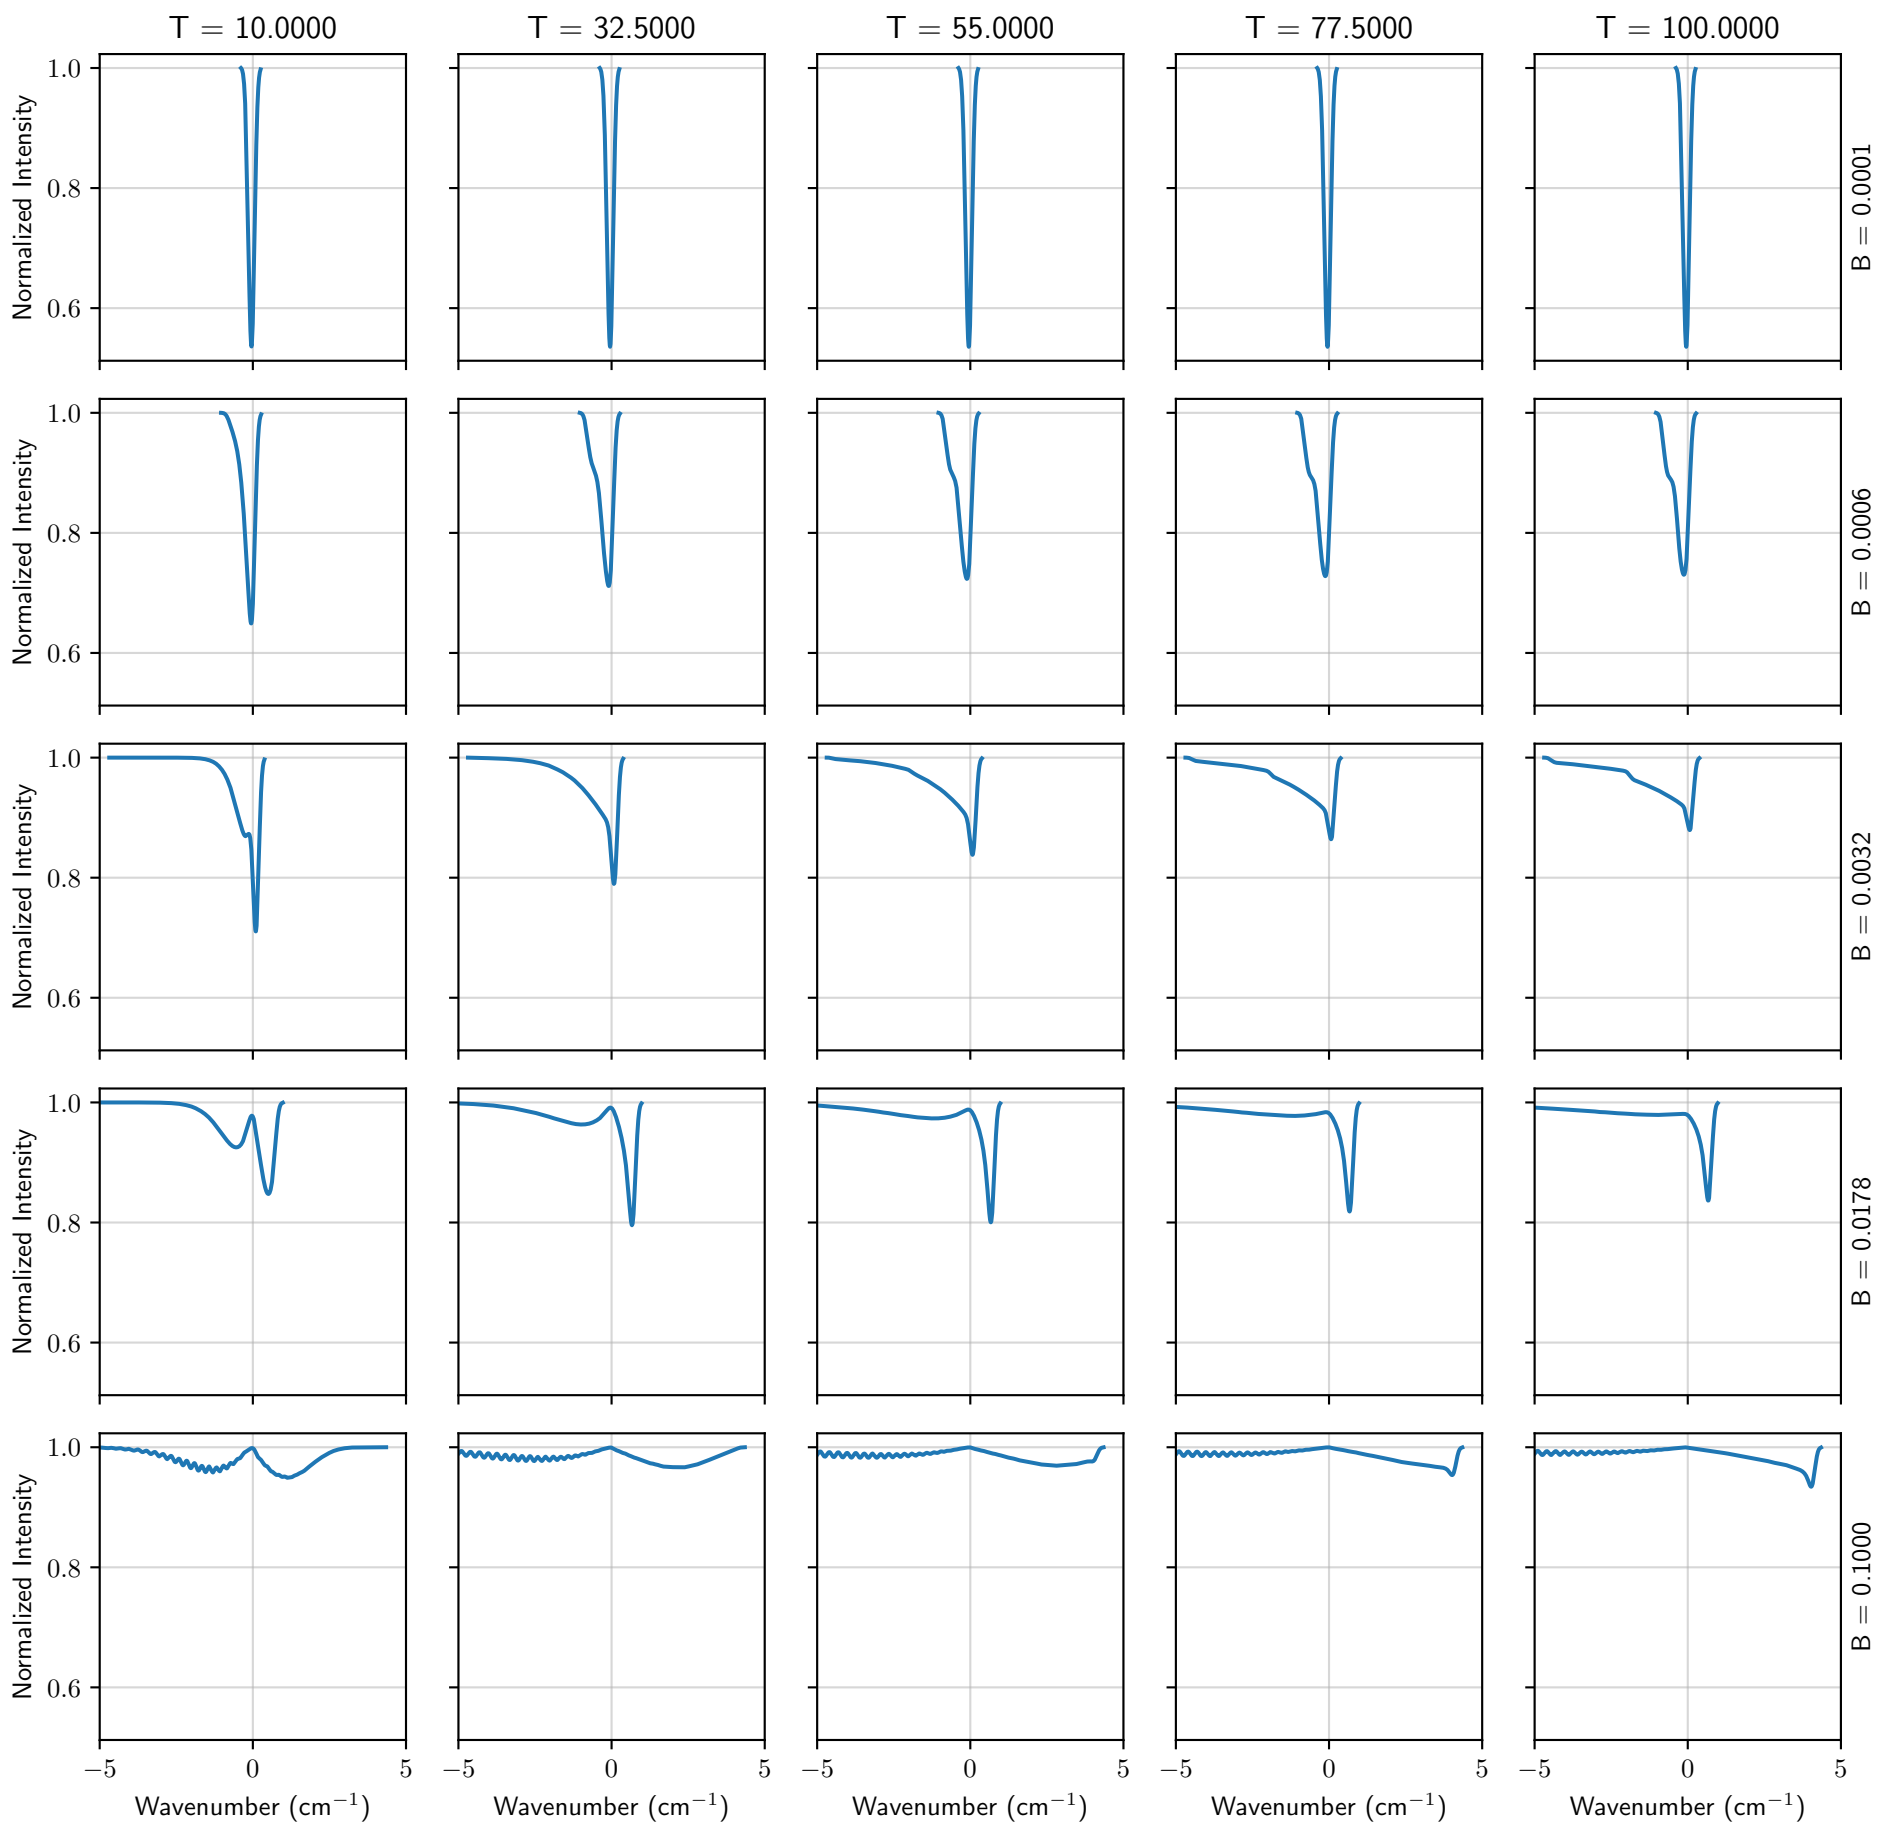 T = 10.0000 T = 32.5000 T = 55.0000 T = 77.5000 T = 100.0000
Normalized Intensity
1.0
0.8
0.6
B = 0.0001
Normalized Intensity
1.0
0.8
0.6
B = 0.0006
Normalized Intensity
1.0
0.8
0.6
B = 0.0032
Normalized Intensity
1.0
0.8
0.6
B = 0.0178
Normalized Intensity
1.0
0.8
0.6
B = 0.1000
−5 0 5 −5 0 5 −5 0 5 −5 0 5 −5 0 5
Wavenumber (cm⁻¹) Wavenumber (cm⁻¹) Wavenumber (cm⁻¹) Wavenumber (cm⁻¹) Wavenumber (cm⁻¹)